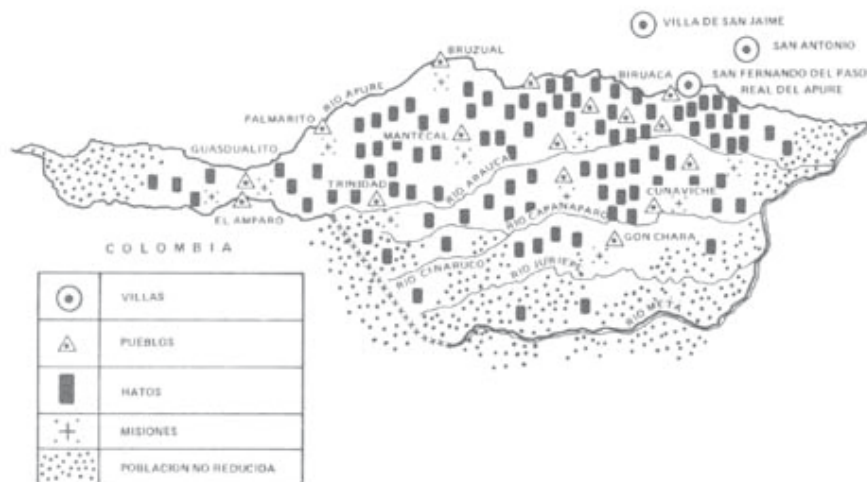 VILLA DE SAN JAIME
SAN ANTONIO
BRUZUAL
BIRUACA
SAN FERNANDO DEL PASO
REAL DEL APURE
RIO APURE
PALMARITO
MANTECAL
GUASDUALITO
RIO ARAUCA
TRINIDAD
CUNAVICHE
EL AMPARO
RIO CAPANAPARO
GONCHARA
COLOMBIA
RIO CINARUCO
RIO JURIEPE
RIO META
VILLAS
PUEBLOS
HATOS
MISIONES
POBLACION NO REDUCIDA